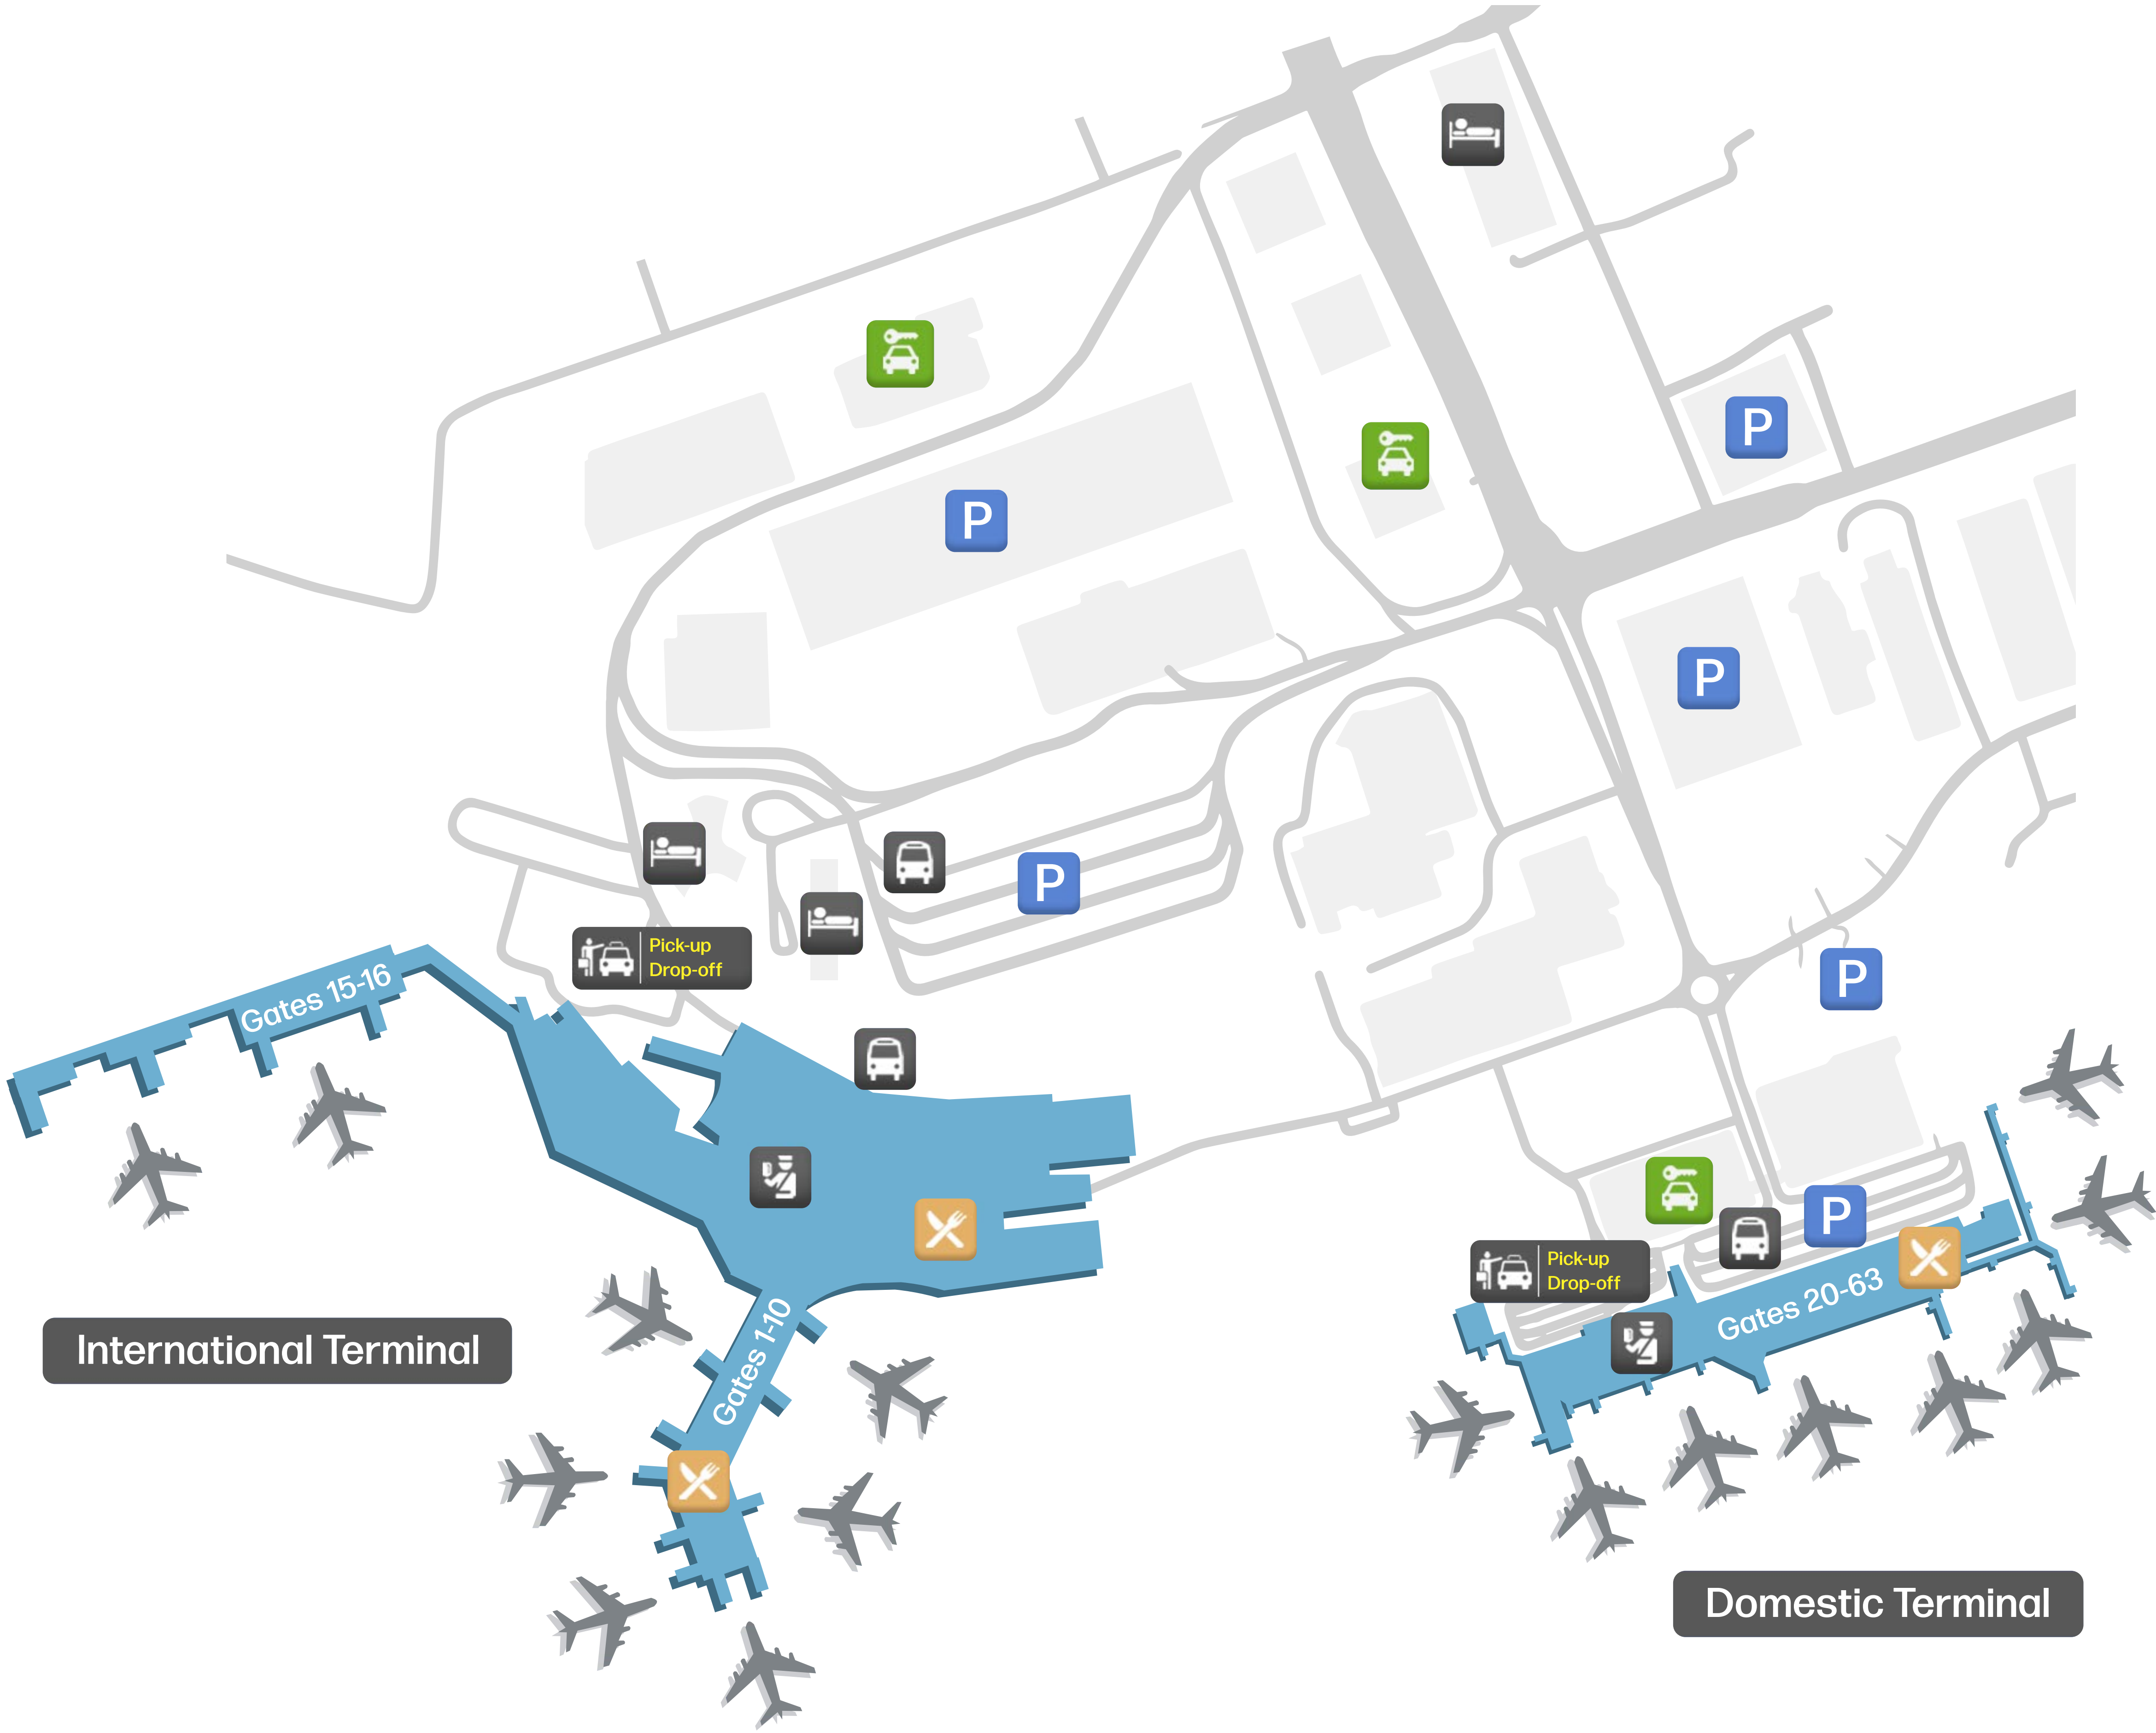 P
P
P
P
P
Pick-up
Drop-off
Gates 15-16
P
P
Pick-up
Drop-off
Gates 20-63
Gates 1-10
International Terminal
Domestic Terminal